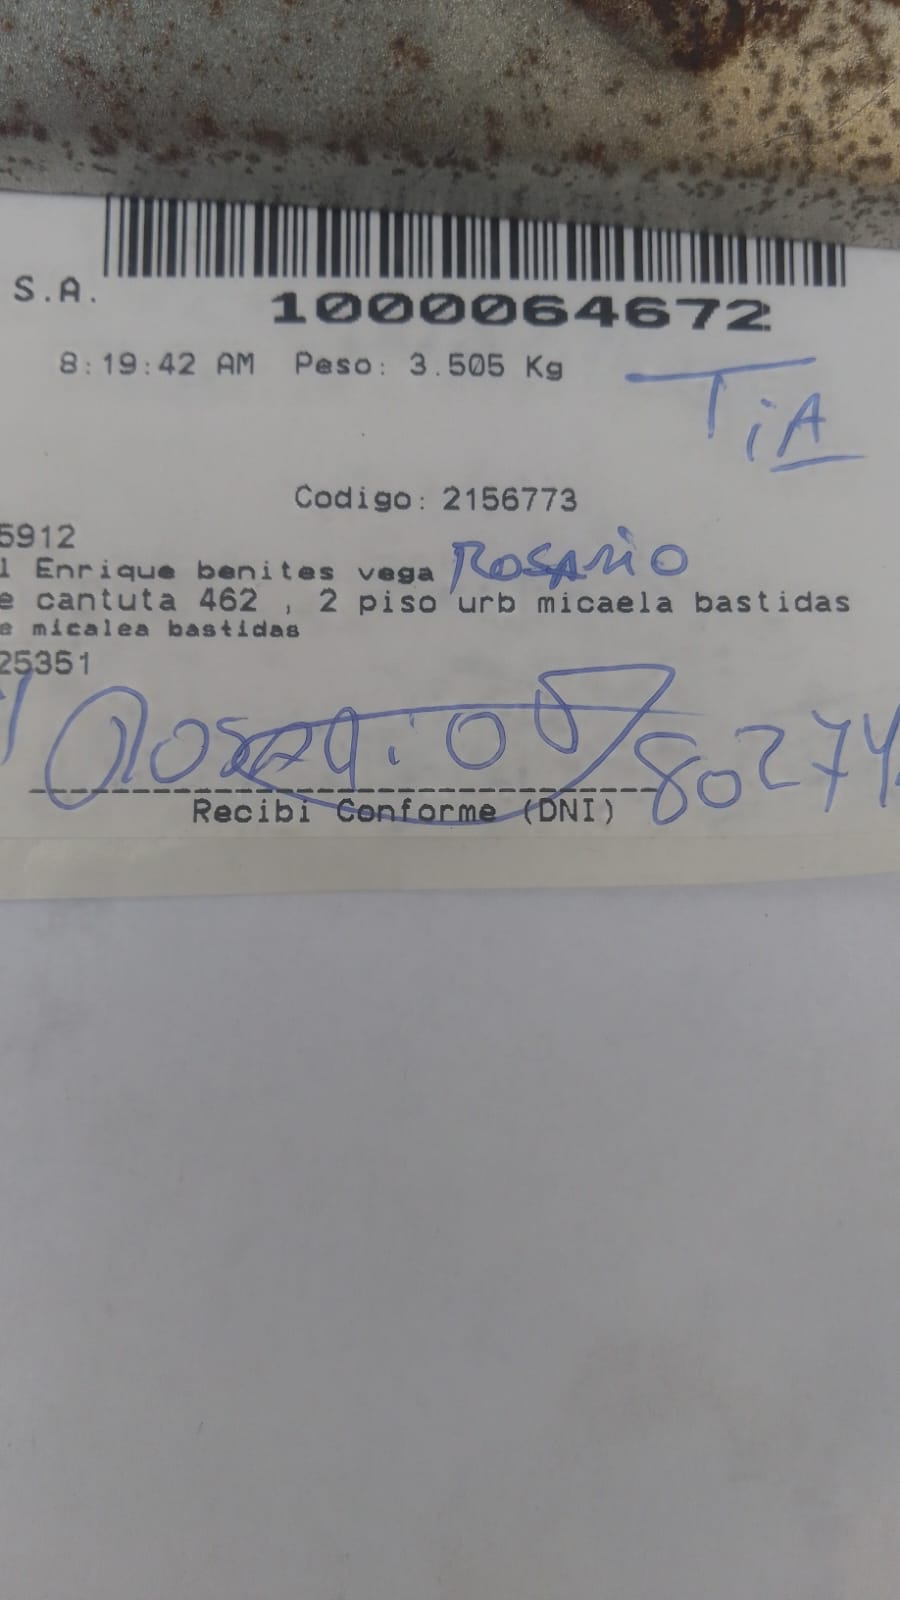 S.A.
1000064672
8:19:42 AM Peso: 3.505 Kg
TiA
Codigo: 2156773
5912
l Enrique benites vega ROSARiO
e cantuta 462 , 2 piso urb micaela bastidas
e micalea bastidas
25351
Rosario 80274
Recibi Conforme (DNI)